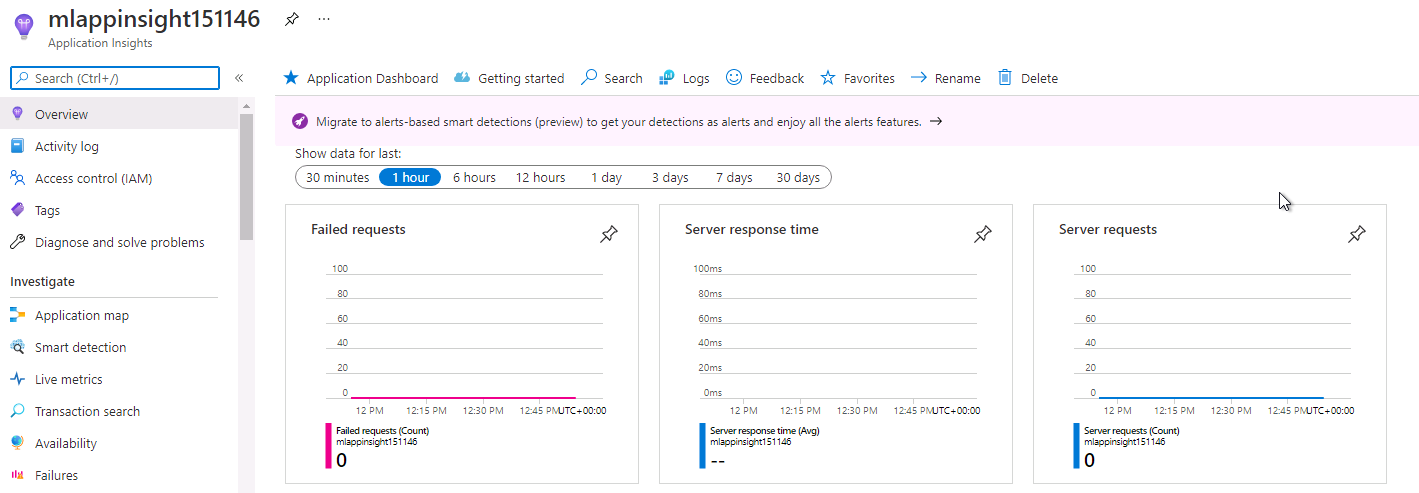 mlappinsight151146
...
Application Insights
Search (Ctrl+/)
«
Overview
Activity log
Access control (IAM)
Tags
Diagnose and solve problems
Investigate
Application map
Smart detection
Live metrics
Transaction search
Availability
Failures
Application Dashboard
Getting started
Search
Logs
Feedback
Favorites
Rename
Delete
Migrate to alerts-based smart detections (preview) to get your detections as alerts and enjoy all the alerts features. →
Show data for last:
30 minutes 1 hour 6 hours 12 hours 1 day 3 days 7 days 30 days
Failed requests
100
80
60
40
20
0
12 PM 12:15 PM 12:30 PM 12:45 PM UTC+00:00
Failed requests (Count)
mlappinsight151146
0
Server response time
100ms
80ms
60ms
40ms
20ms
0ms
12 PM 12:15 PM 12:30 PM 12:45 PM UTC+00:00
Server response time (Avg)
mlappinsight151146
--
Server requests
100
80
60
40
20
0
12 PM 12:15 PM 12:30 PM 12:45 PM UTC+00:00
Server requests (Count)
mlappinsight151146
0